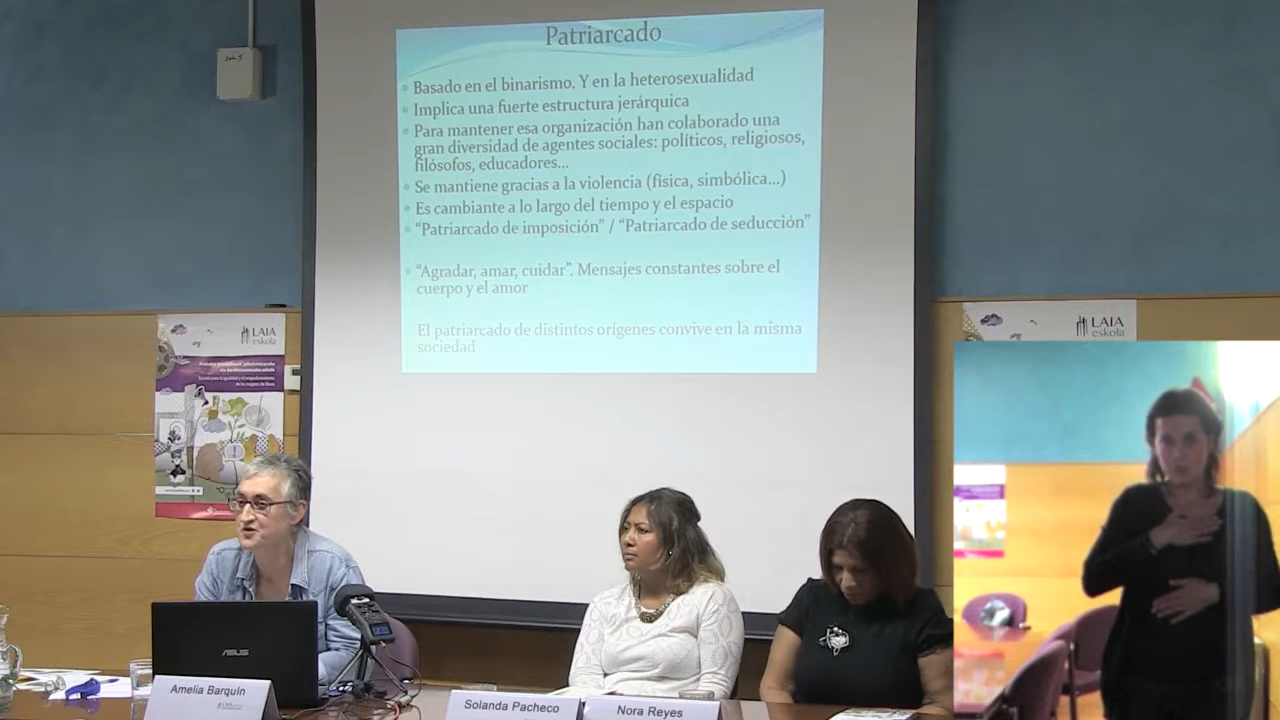 Patriarcado
Basado en el binarismo. Y en la heterosexualidad
Implica una fuerte estructura jerárquica
Para mantener esa organización han colaborado una
gran diversidad de agentes sociales: políticos, religiosos,
filósofos, educadores...
Se mantiene gracias a la violencia (física, simbólica...)
Es cambiante a lo largo del tiempo y el espacio
“Patriarcado de imposición” / “Patriarcado de seducción”
“Agradar, amar, cuidar”. Mensajes constantes sobre el
cuerpo y el amor
El patriarcado de distintos orígenes convive en la misma
sociedad
LAIA
eskola
LAIA
eskola
ASUS
Amelia Barquín
Solanda Pacheco
Nora Reyes